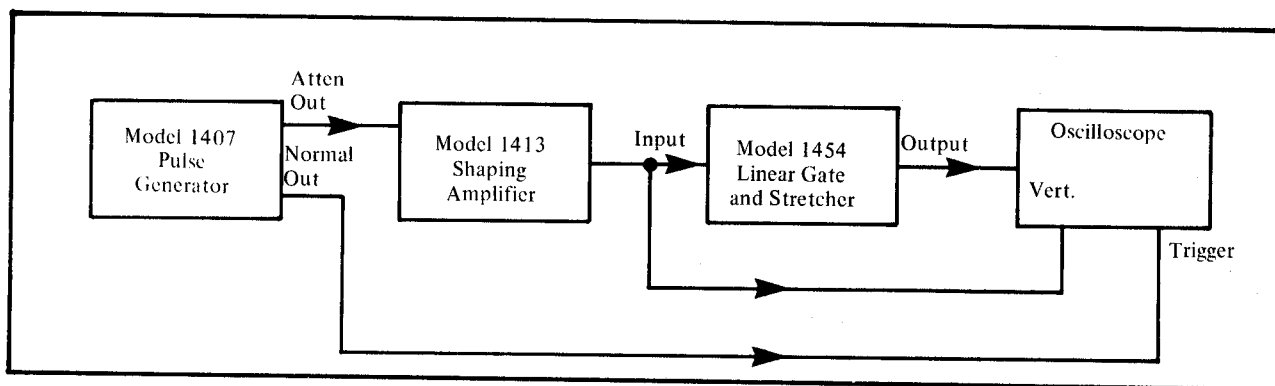 Atten
Out
Model 1407
Pulse
Generator
Normal
Out
Model 1413
Shaping
Amplifier
Input
Model 1454
Linear Gate
and Stretcher
Output
Oscilloscope
Vert.
Trigger